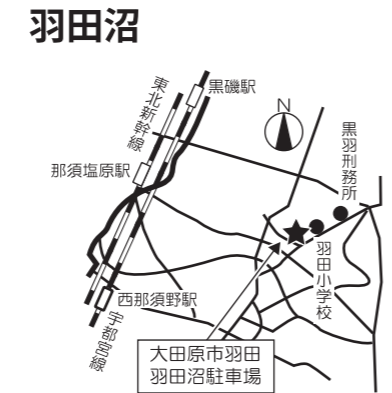 羽田沼
東北新幹線
黒磯駅
N
黒羽刑務所
那須塩原駅
羽田小学校
西那須野駅
宇都宮線
大田原市羽田
羽田沼駐車場